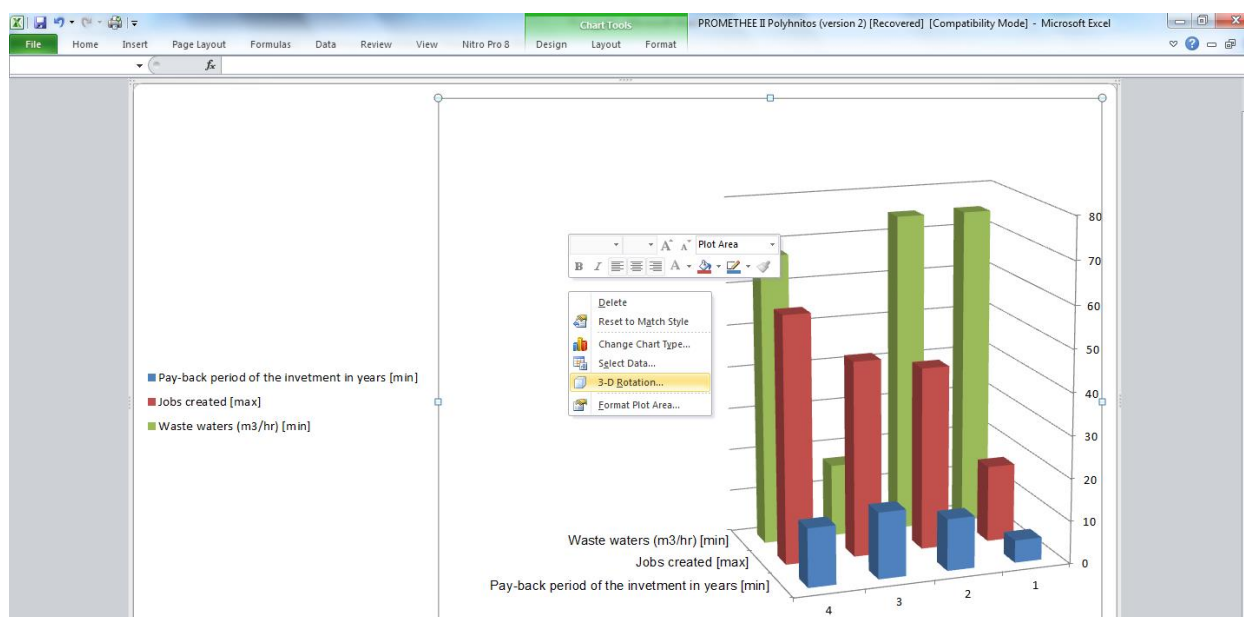 Chart Tools
PROMETHEE II Polyhnitos (version 2) [Recovered] [Compatibility Mode] - Microsoft Excel
File Home Insert Page Layout Formulas Data Review View Nitro Pro 8 Design Layout Format
fx
Plot Area
B I A
Delete
Reset to Match Style
Change Chart Type...
Select Data...
3-D Rotation...
Format Plot Area...
Pay-back period of the invetment in years [min]
Jobs created [max]
Waste waters (m3/hr) [min]
80
70
60
50
40
30
20
10
0
Waste waters (m3/hr) [min]
Jobs created [max]
Pay-back period of the invetment in years [min]
4 3 2 1